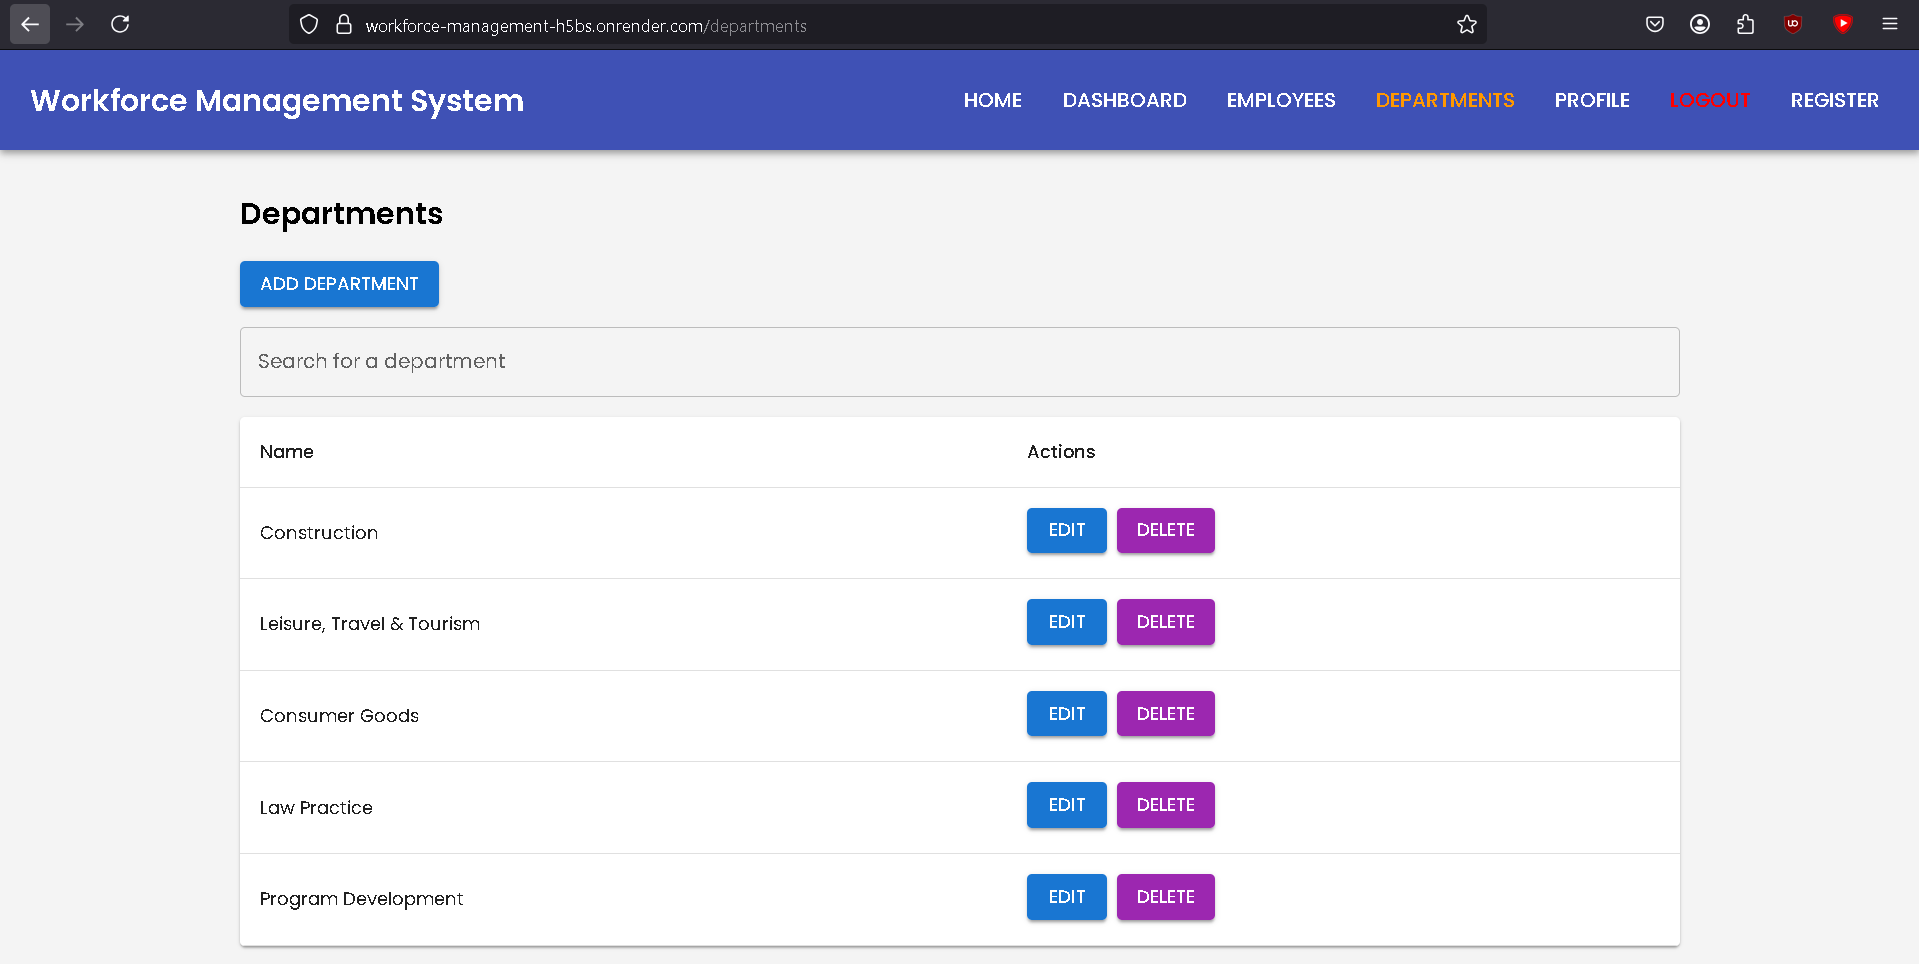 workforce-management-h5bs.onrender.com/departments
Workforce Management System HOME DASHBOARD EMPLOYEES DEPARTMENTS PROFILE LOGOUT REGISTER
Departments
ADD DEPARTMENT
Search for a department
Name Actions
Construction EDIT DELETE
Leisure, Travel & Tourism EDIT DELETE
Consumer Goods EDIT DELETE
Law Practice EDIT DELETE
Program Development EDIT DELETE